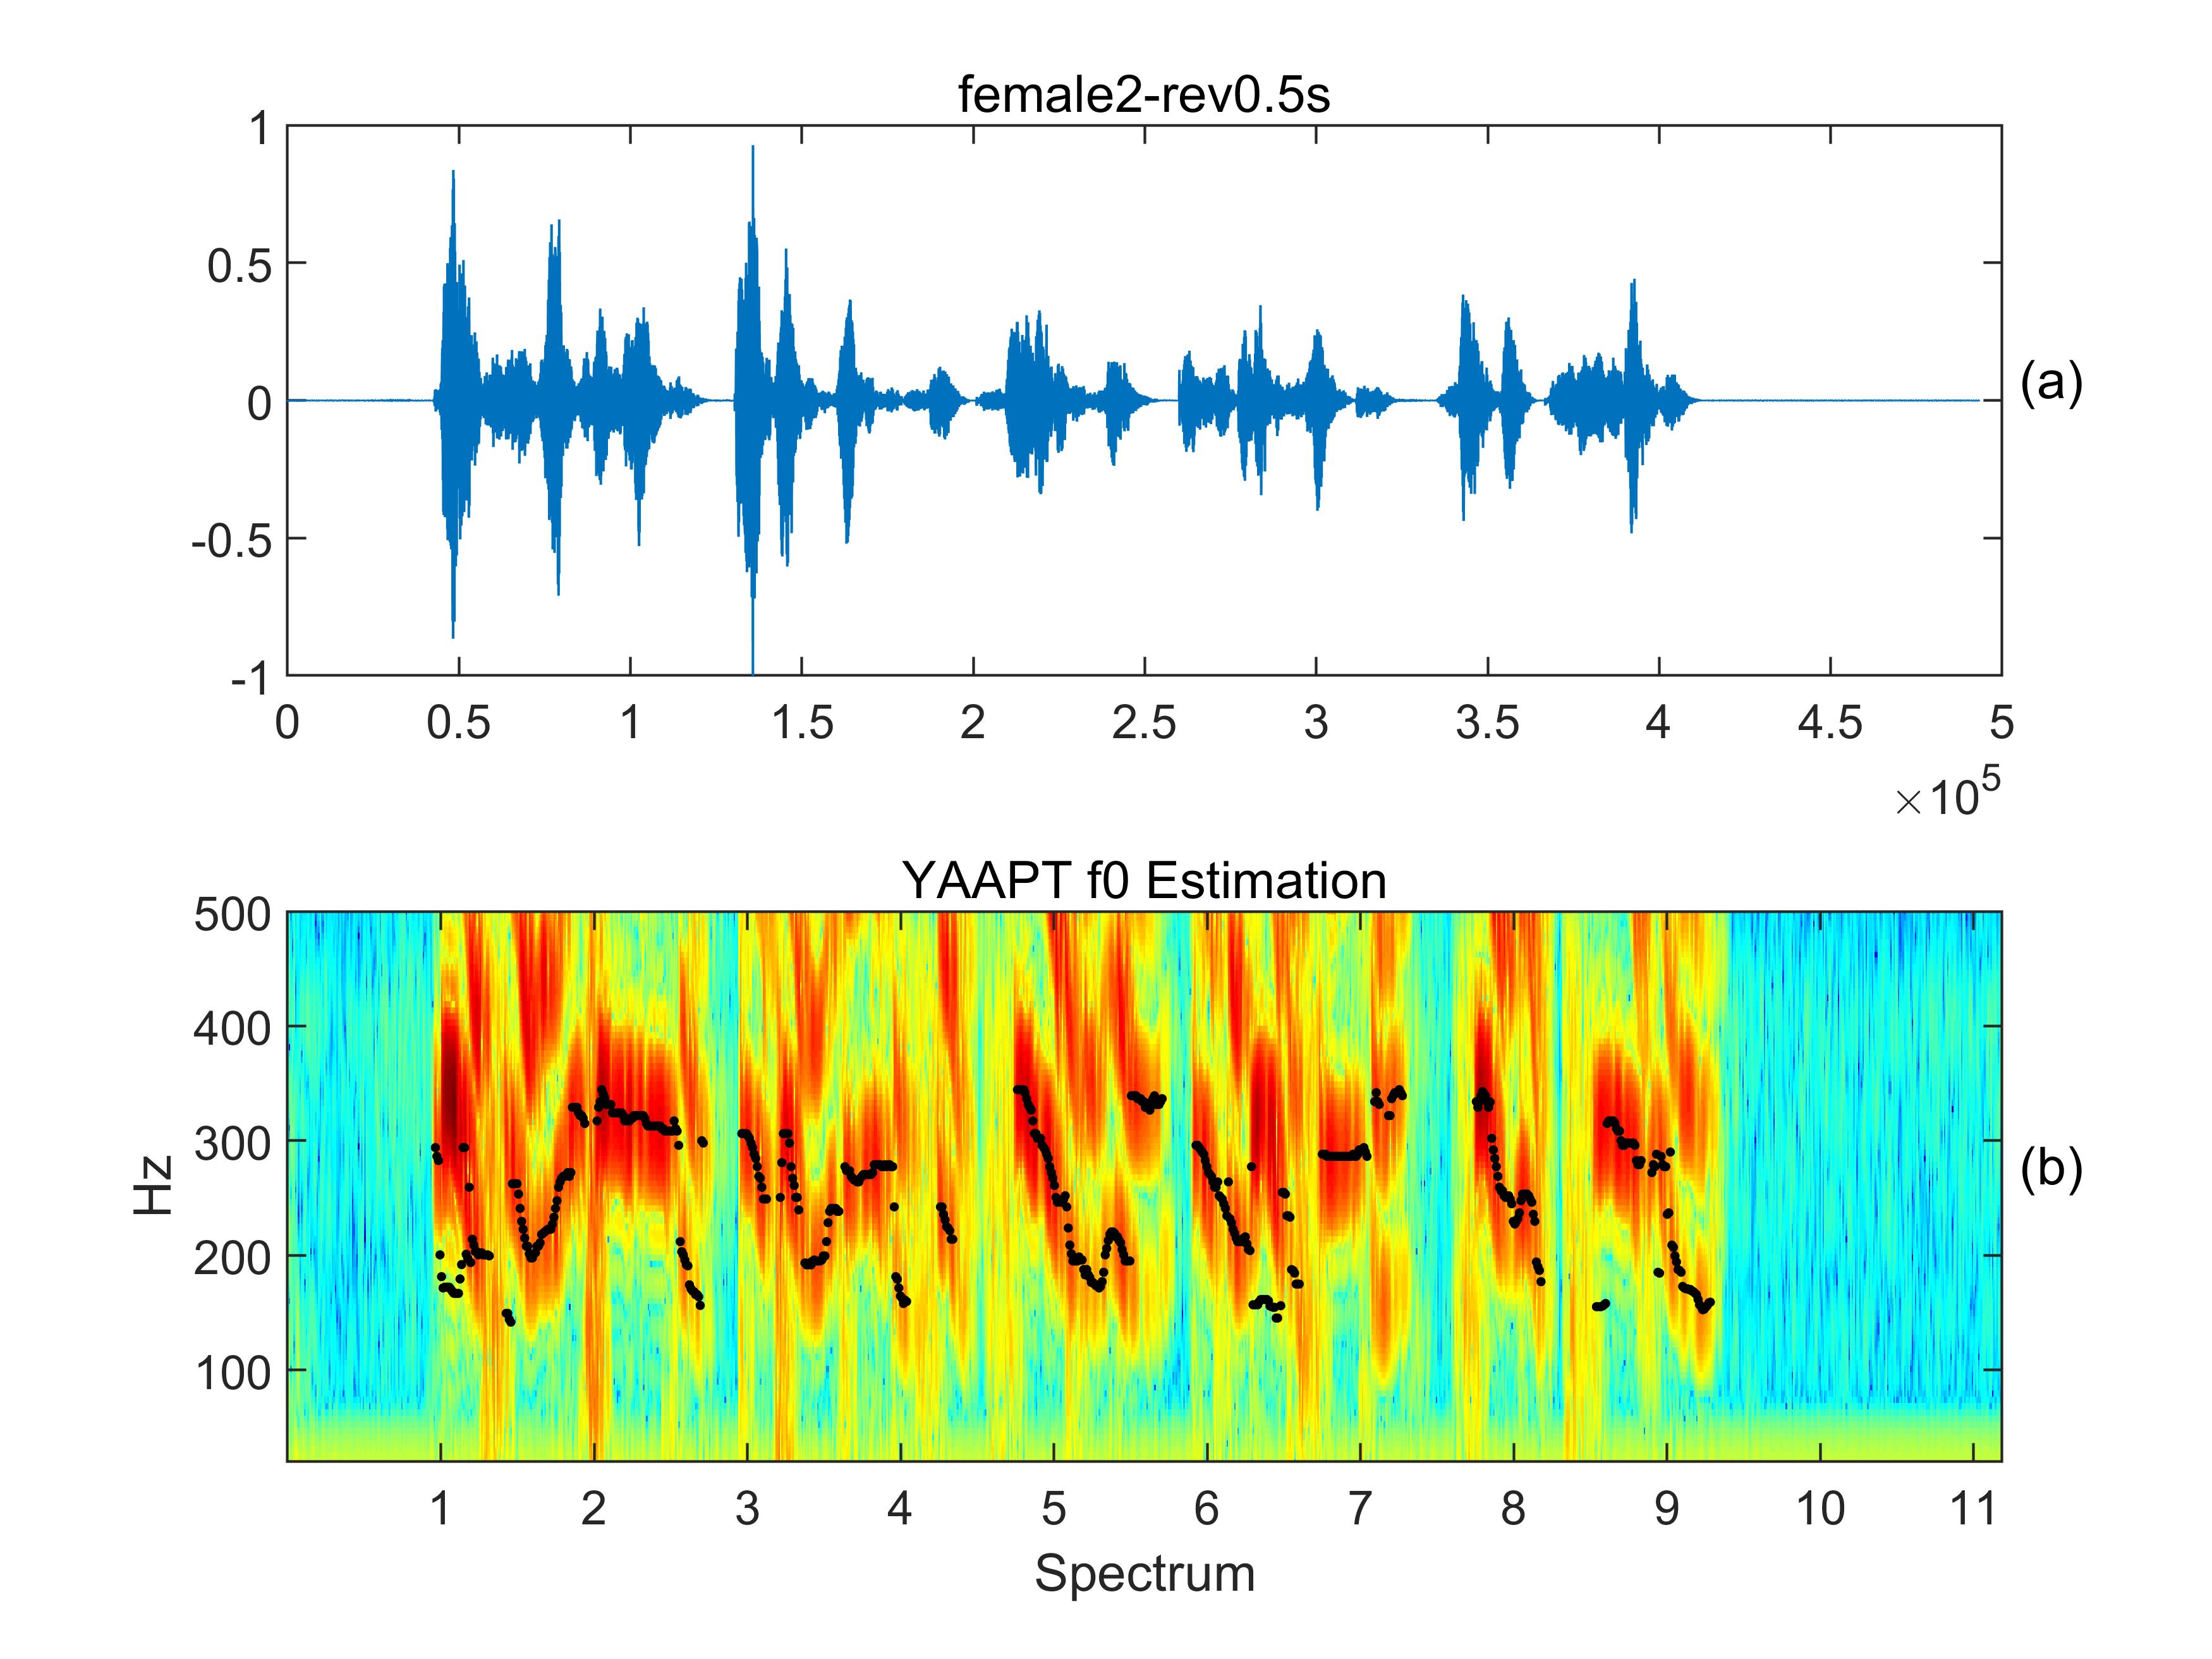 female2-rev0.5s
1
0.5
0
-0.5
-1
(a)
0 0.5 1 1.5 2 2.5 3 3.5 4 4.5 5
×10⁵
YAAPT f0 Estimation
500
400
300
200
100
Hz
(b)
1 2 3 4 5 6 7 8 9 10 11
Spectrum